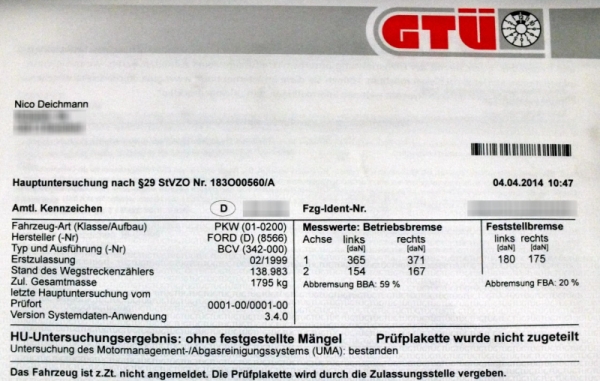 GTÜ
Nico Deichmann
Hauptuntersuchung nach §29 StVZO Nr. 183O00560/A
04.04.2014 10:47
Amtl. Kennzeichen D
Fzg-Ident-Nr.
Fahrzeug-Art (Klasse/Aufbau) PKW (01-0200)
Hersteller (-Nr) FORD (D) (8566)
Typ und Ausführung (-Nr) BCV (342-000)
Erstzulassung 02/1999
Stand des Wegstreckenzählers 138.983
Zul. Gesamtmasse 1795 kg
letzte Hauptuntersuchung vom
Prüfort 0001-00/0001-00
Version Systemdaten-Anwendung 3.4.0
Messwerte: Betriebsbremse
Achse links rechts
[daN] [daN]
1 365 371
2 154 167
Abbremsung BBA: 59 %
Feststellbremse
links rechts
[daN] [daN]
180 175
Abbremsung FBA: 20 %
HU-Untersuchungsergebnis: ohne festgestellte Mängel Prüfplakette wurde nicht zugeteilt
Untersuchung des Motormanagement-/Abgasreinigungssystems (UMA): bestanden
Das Fahrzeug ist z.Zt. nicht angemeldet. Die Prüfplakette wird durch die Zulassungsstelle vergeben.